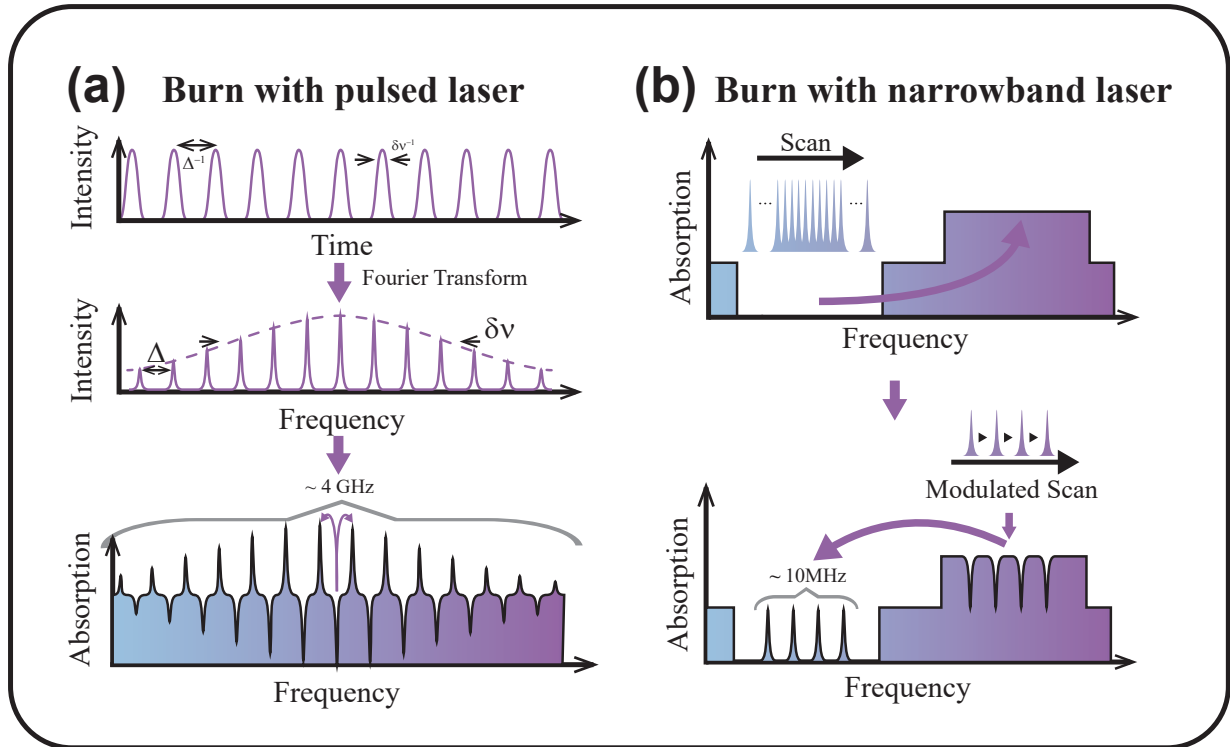 (a) Burn with pulsed laser
Intensity
Δ⁻¹
δν⁻¹
Time
Fourier Transform
Intensity
Δ
δν
Frequency
~ 4 GHz
Absorption
Frequency
(b) Burn with narrowband laser
Scan
... ...
Absorption
Frequency
Modulated Scan
Absorption
~ 10MHz
Frequency